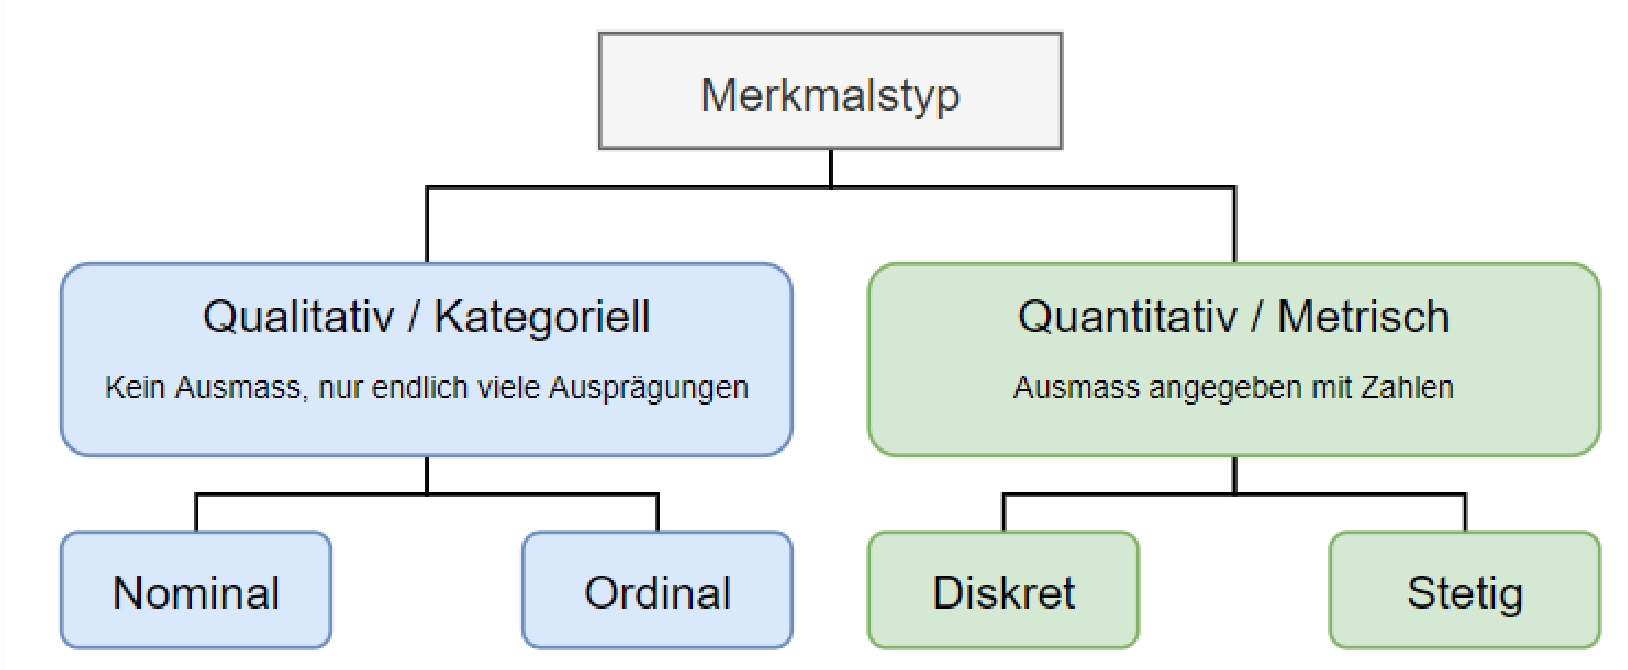 Merkmalstyp
Qualitativ / Kategoriell
Kein Ausmass, nur endlich viele Ausprägungen
Quantitativ / Metrisch
Ausmass angegeben mit Zahlen
Nominal
Ordinal
Diskret
Stetig